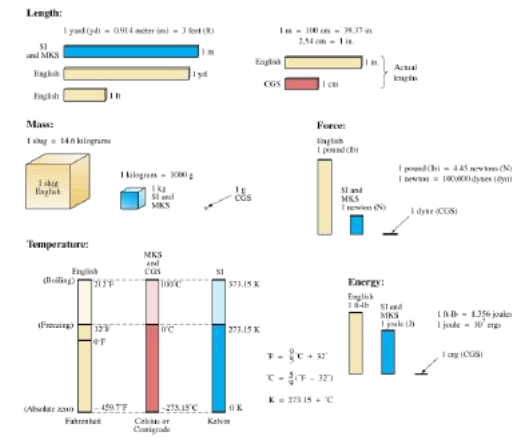 Length:
1 yard (yd) = 0.914 meter (m) = 3 feet (ft)
SI
and MKS
1 m
English
1 yd
English
1 ft
1 m = 100 cm = 39.37 in.
2.54 cm = 1 in.
English
1 in.
CGS
1 cm
Actual
lengths
Mass:
1 slug = 14.6 kilograms
1 slug
English
1 kilogram = 1000 g
1 kg
SI and
MKS
1 g
CGS
Force:
English
1 pound (lb)
SI and
MKS
1 newton (N)
1 pound (lb) = 4.45 newtons (N)
1 newton = 100,000 dynes (dyn)
1 dyne (CGS)
Temperature:
English
MKS
and
CGS
SI
(Boiling)
212°F
100°C
373.15 K
(Freezing)
32°F
0°C
273.15 K
0°F
(Absolute zero)
–459.7°F
–273.15°C
0 K
Fahrenheit
Celsius or
Centigrade
Kelvin
°F = 9/5 °C + 32°
°C = 5/9 (°F – 32°)
K = 273.15 + °C
Energy:
English
1 ft-lb
SI and
MKS
1 joule (J)
1 ft-lb = 1.356 joules
1 joule = 10⁷ ergs
1 erg (CGS)